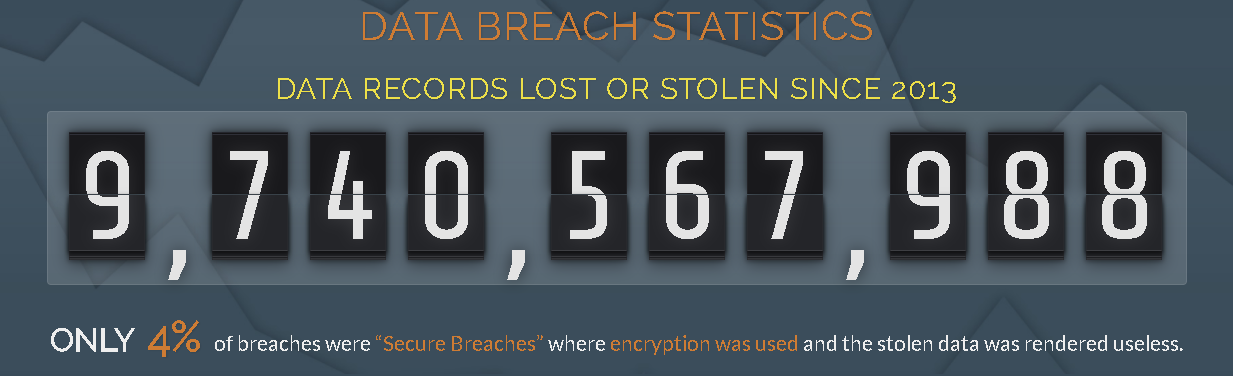 DATA BREACH STATISTICS
DATA RECORDS LOST OR STOLEN SINCE 2013
9,740,567,988
ONLY 4% of breaches were “Secure Breaches” where encryption was used and the stolen data was rendered useless.